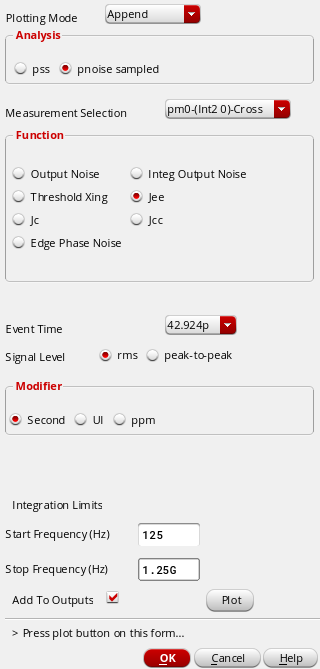 Plotting Mode Append
Analysis
pss pnoise sampled
Measurement Selection pm0-(Int2 0)-Cross
Function
Output Noise Integ Output Noise
Threshold Xing Jee
Jc Jcc
Edge Phase Noise
Event Time 42.924p
Signal Level rms peak-to-peak
Modifier
Second UI ppm
Integration Limits
Start Frequency (Hz) 125
Stop Frequency (Hz) 1.25G
Add To Outputs Plot
> Press plot button on this form...
OK Cancel Help